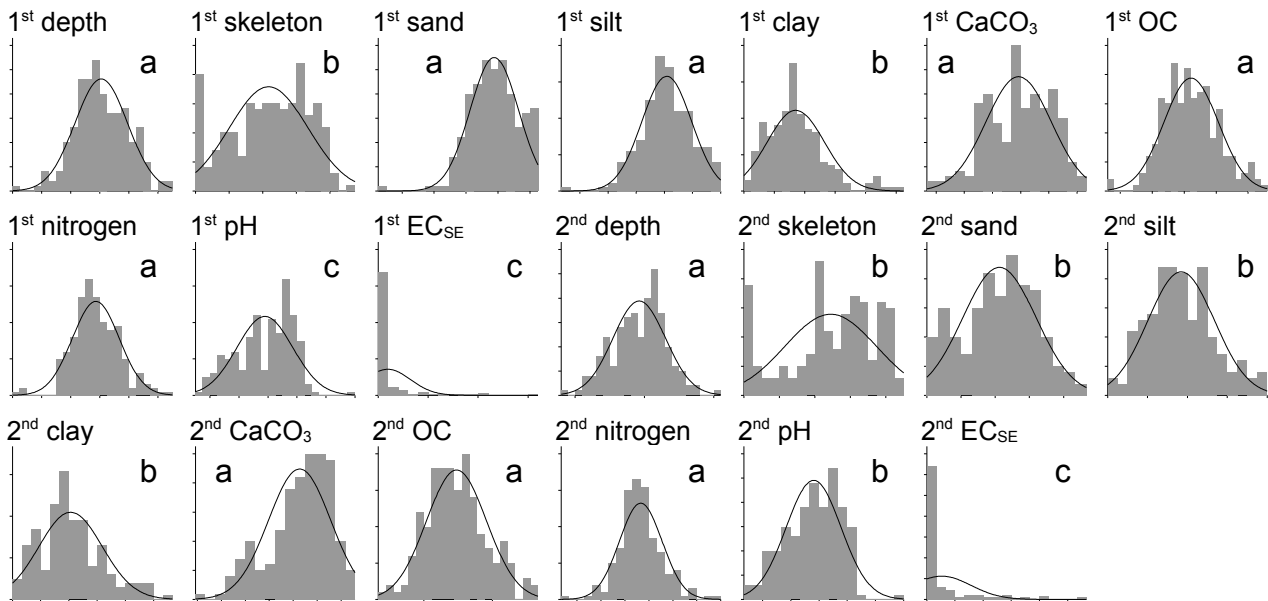 1st depth 1st skeleton 1st sand 1st silt 1st clay 1st CaCO3 1st OC
a b a a b a a
1st nitrogen 1st pH 1st ECSE 2nd depth 2nd skeleton 2nd sand 2nd silt
a c c a b b b
2nd clay 2nd CaCO3 2nd OC 2nd nitrogen 2nd pH 2nd ECSE
b a a a b c